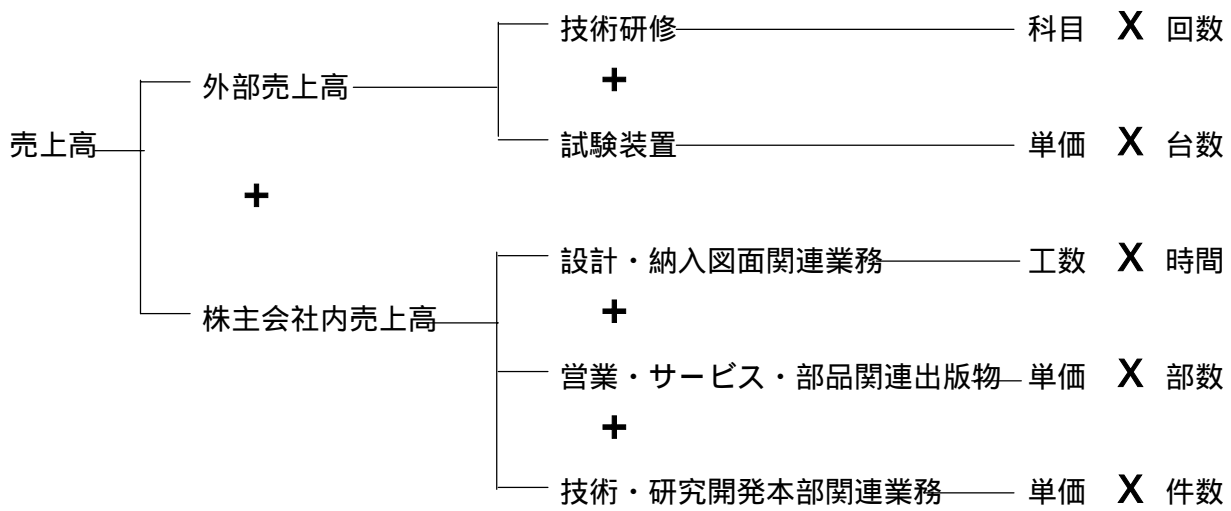 技術研修 科目 X 回数
+
外部売上高
試験装置 単価 X 台数
売上高
+
設計・納入図面関連業務 工数 X 時間
+
株主会社内売上高
営業・サービス・部品関連出版物 単価 X 部数
+
技術・研究開発本部関連業務 単価 X 件数